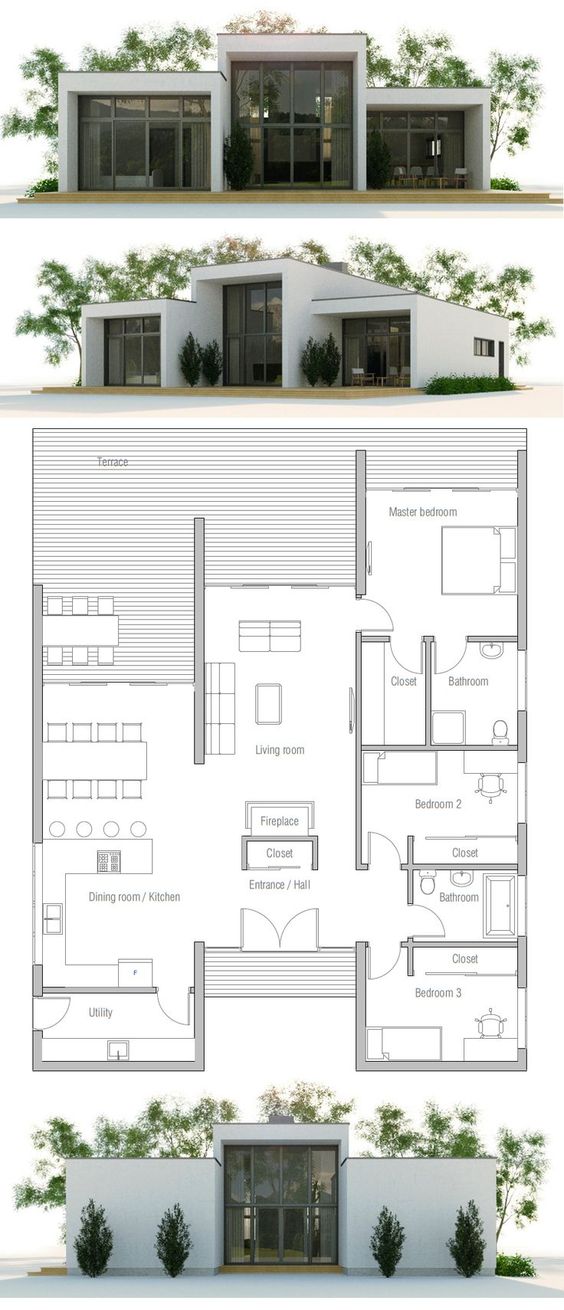 Terrace
Master bedroom
Closet
Bathroom
Living room
Bedroom 2
Fireplace
Closet
Closet
Entrance / Hall
Dining room / Kitchen
Bathroom
F
Closet
Bedroom 3
Utility